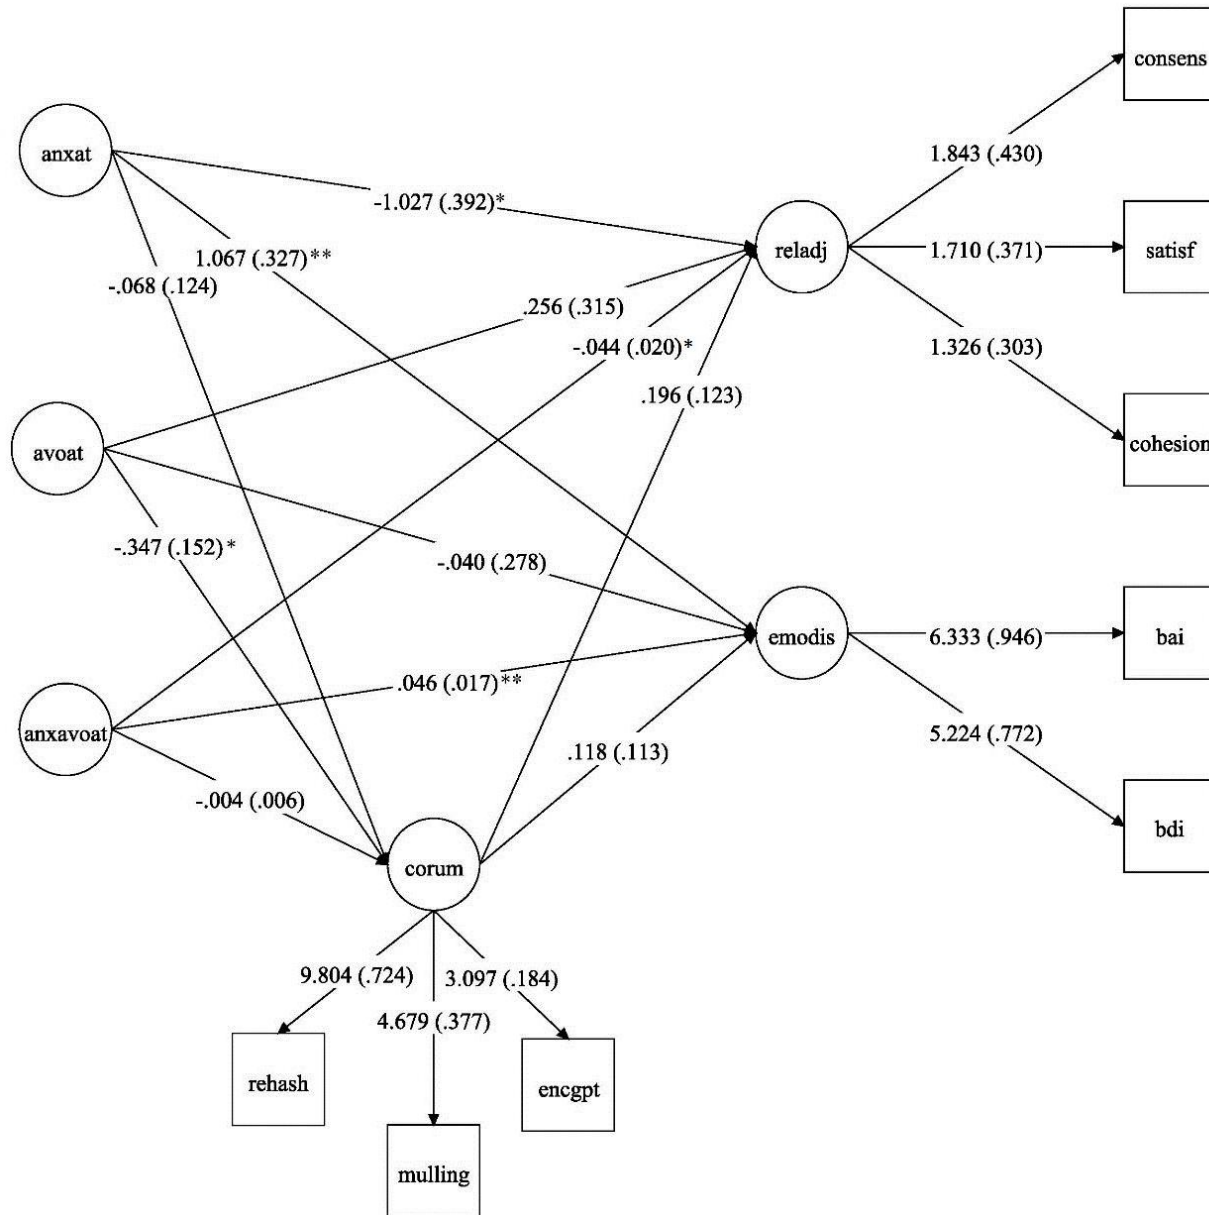 consens
anxat
1.843 (.430)
-1.027 (.392)*
reladj
1.710 (.371)
satisf
1.067 (.327)**
-.068 (.124)
.256 (.315)
-.044 (.020)*
1.326 (.303)
.196 (.123)
avoat
cohesion
-.347 (.152)*
-.040 (.278)
emodis
6.333 (.946)
bai
.046 (.017)**
anxavoat
5.224 (.772)
.118 (.113)
-.004 (.006)
bdi
corum
9.804 (.724)
3.097 (.184)
4.679 (.377)
rehash
encgpt
mulling